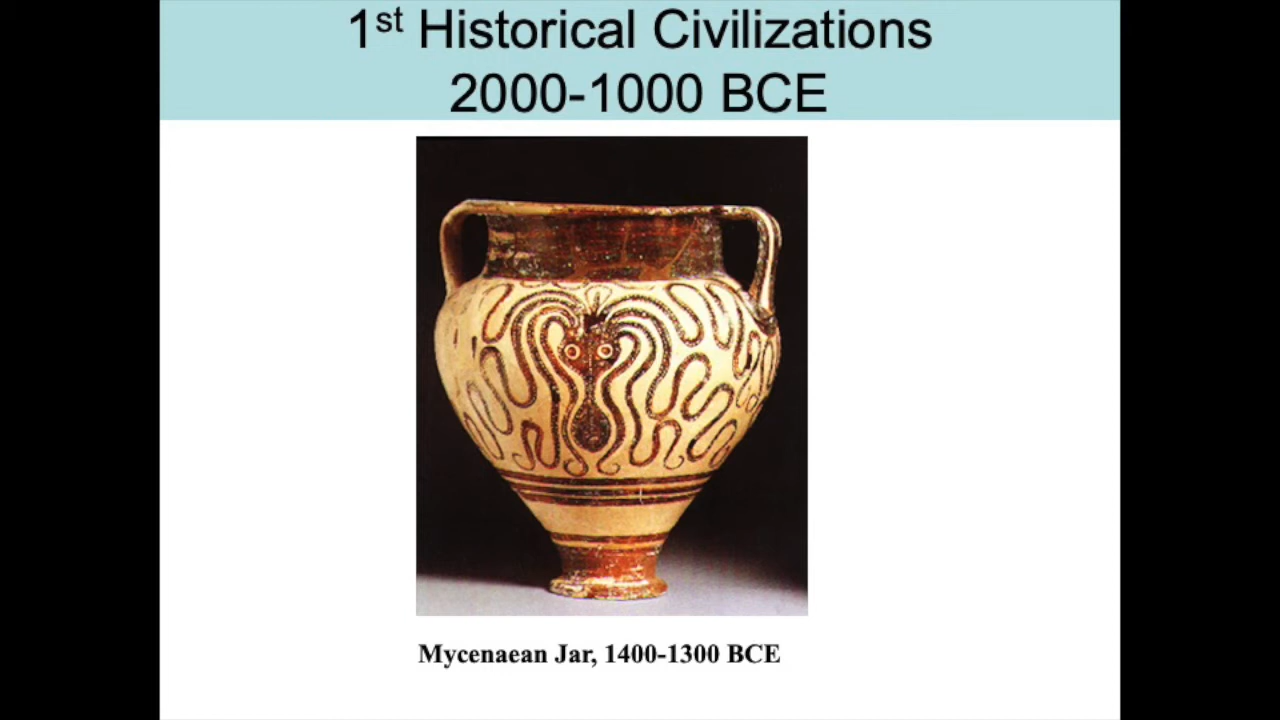 1st Historical Civilizations
2000-1000 BCE
Mycenaean Jar, 1400-1300 BCE